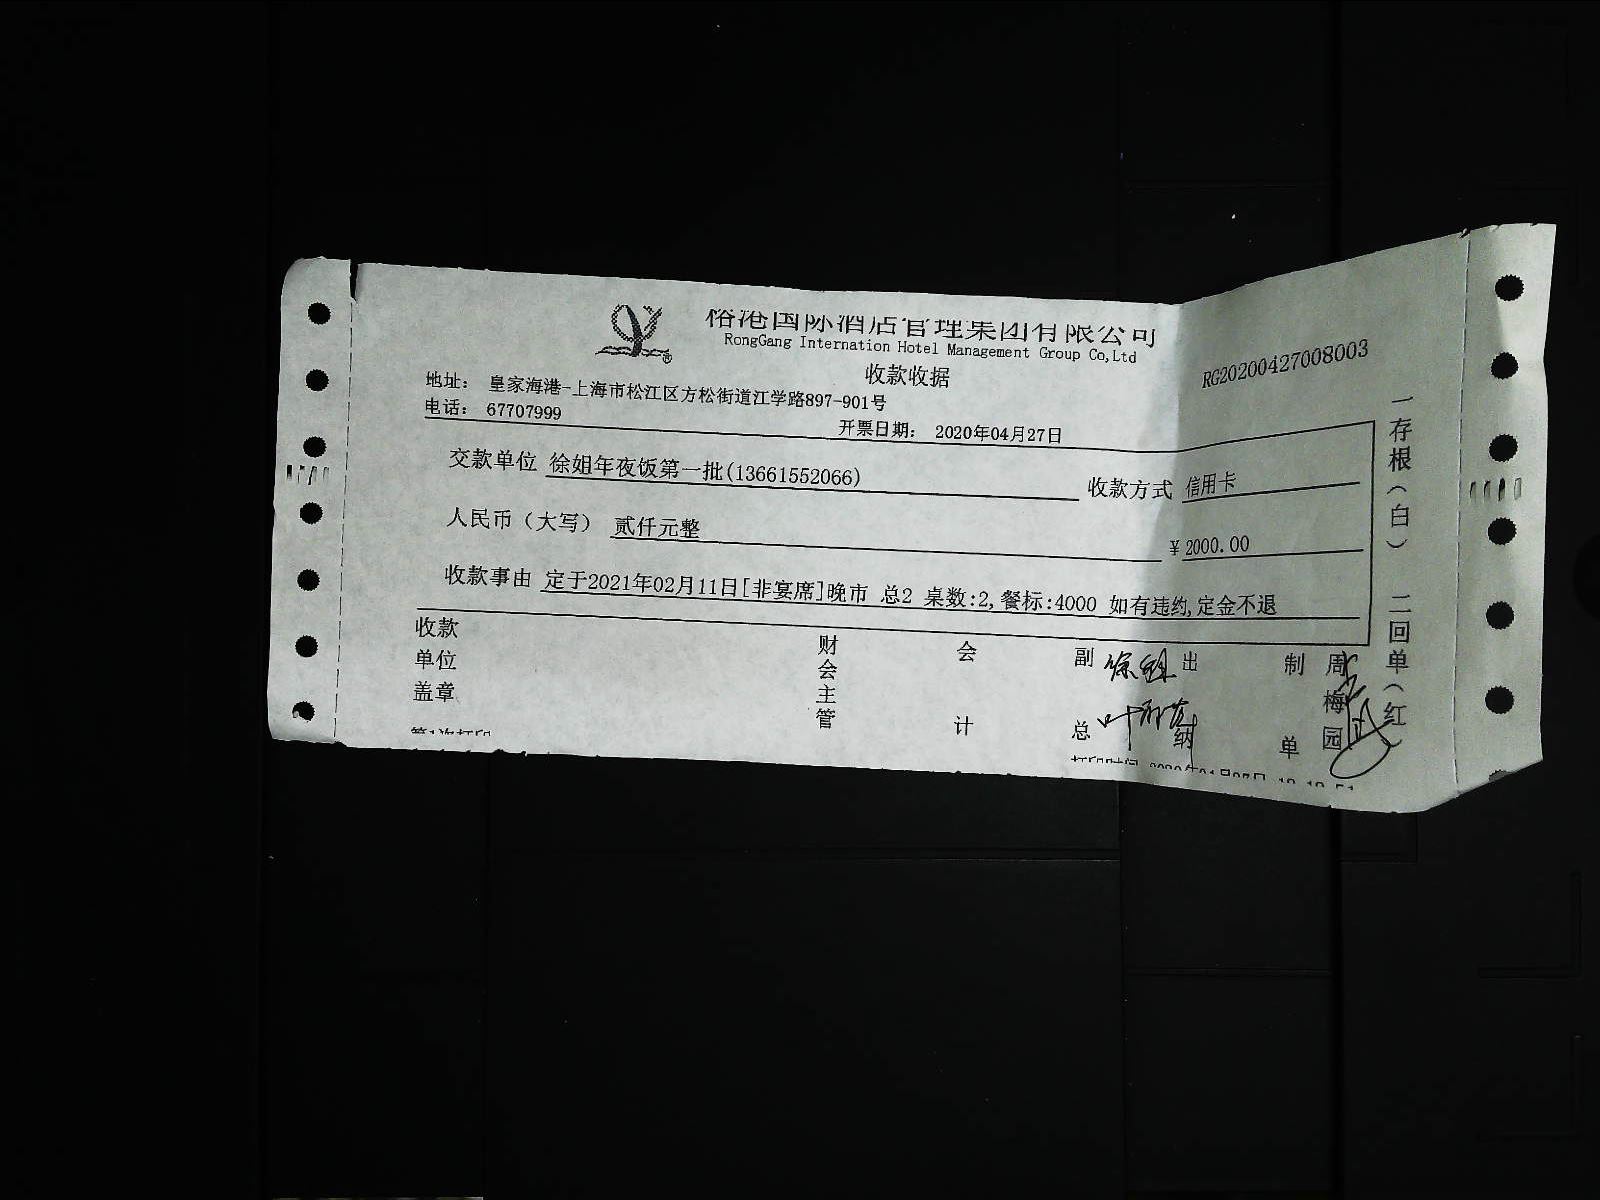 裕港国际酒店管理集团有限公司
RongGang Internation Hotel Management Group Co,Ltd
收款收据
RG20200427008003
地址： 皇家海港-上海市松江区方松街道江学路897-901号
电话： 67707999
开票日期： 2020年04月27日
交款单位 徐姐年夜饭第一批(13661552066) 收款方式 信用卡
人民币（大写） 贰仟元整 ¥2000.00
收款事由 定于2021年02月11日[非宴席]晚市 总2 桌数:2,餐标:4000 如有违约,定金不退
收款单位盖章
财会主管
会计
副总
出纳
制单
周梅园
一存根（白） 二回单（红）
第1次打印